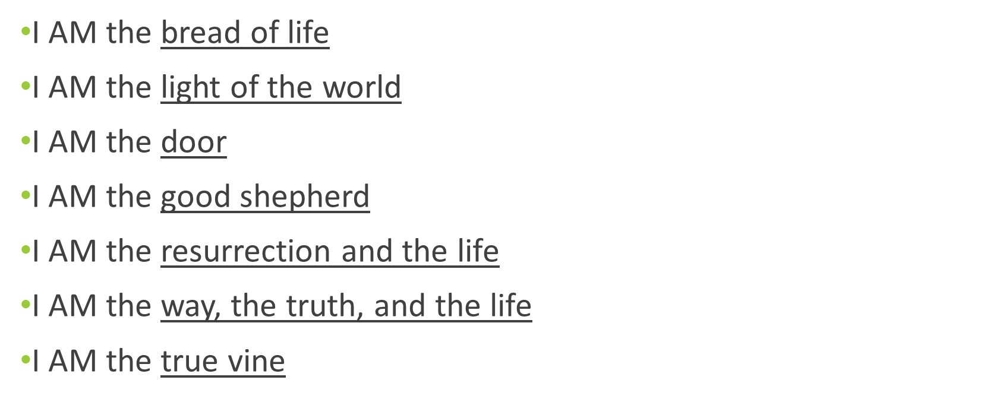 •I AM the bread of life
•I AM the light of the world
•I AM the door
•I AM the good shepherd
•I AM the resurrection and the life
•I AM the way, the truth, and the life
•I AM the true vine